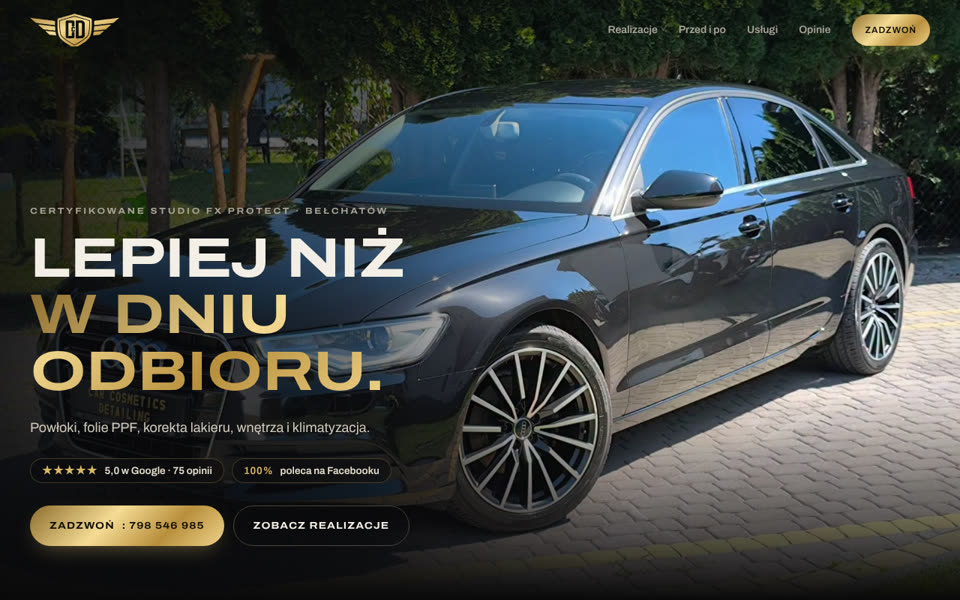 CD
Realizacje
Przed i po
Usługi
Opinie
ZADZWOŃ
CERTYFIKOWANE STUDIO FX PROTECT · BEŁCHATÓW
LEPIEJ NIŻ
W DNIU
ODBIORU.
CAR COSMETICS
DETAILING
Powłoki, folie PPF, korekta lakieru, wnętrza i klimatyzacja.
★★★★★ 5,0 w Google · 75 opinii
100% poleca na Facebooku
ZADZWOŃ : 798 546 985
ZOBACZ REALIZACJE